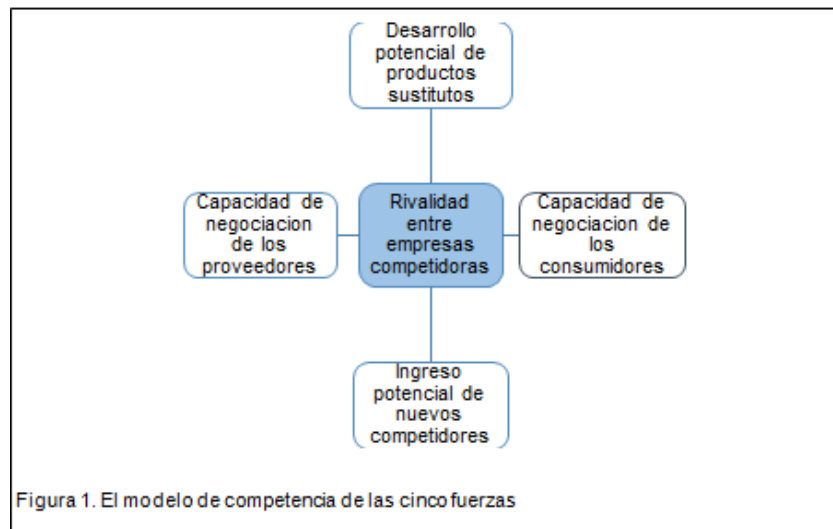 Desarrollo
potencial de
productos
sustitutos
Capacidad de
negociacion
de los
proveedores
Rivalidad
entre
empresas
competidoras
Capacidad de
negociacion de
los
consumidores
Ingreso
potencial de
nuevos
competidores
Figura 1. El modelo de competencia de las cinco fuerzas